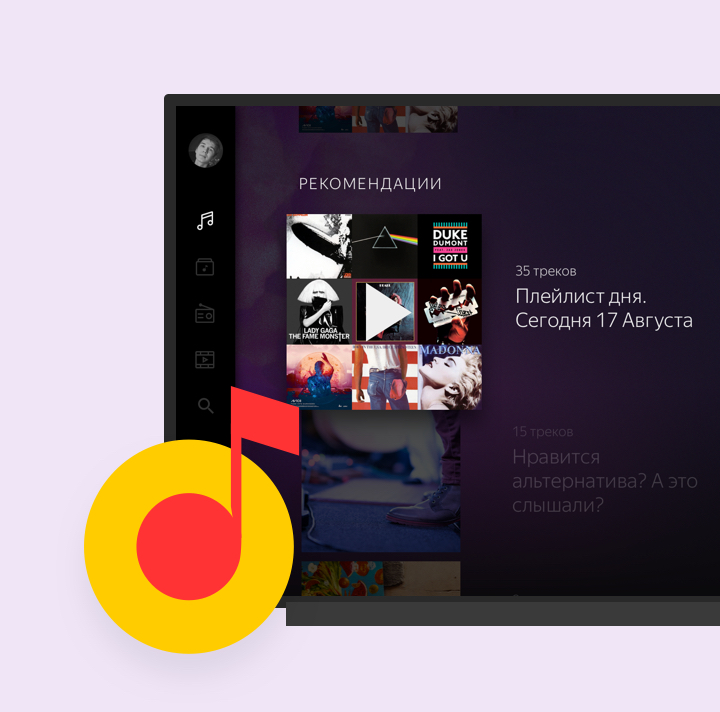 РЕКОМЕНДАЦИИ
DUKE
DUMONT
I GOT U
35 треков
Плейлист дня.
Сегодня 17 Августа
LADY GAGA
THE FAME MONSTER
MADONNA
15 треков
Нравится
альтернатива? А это
слышали?